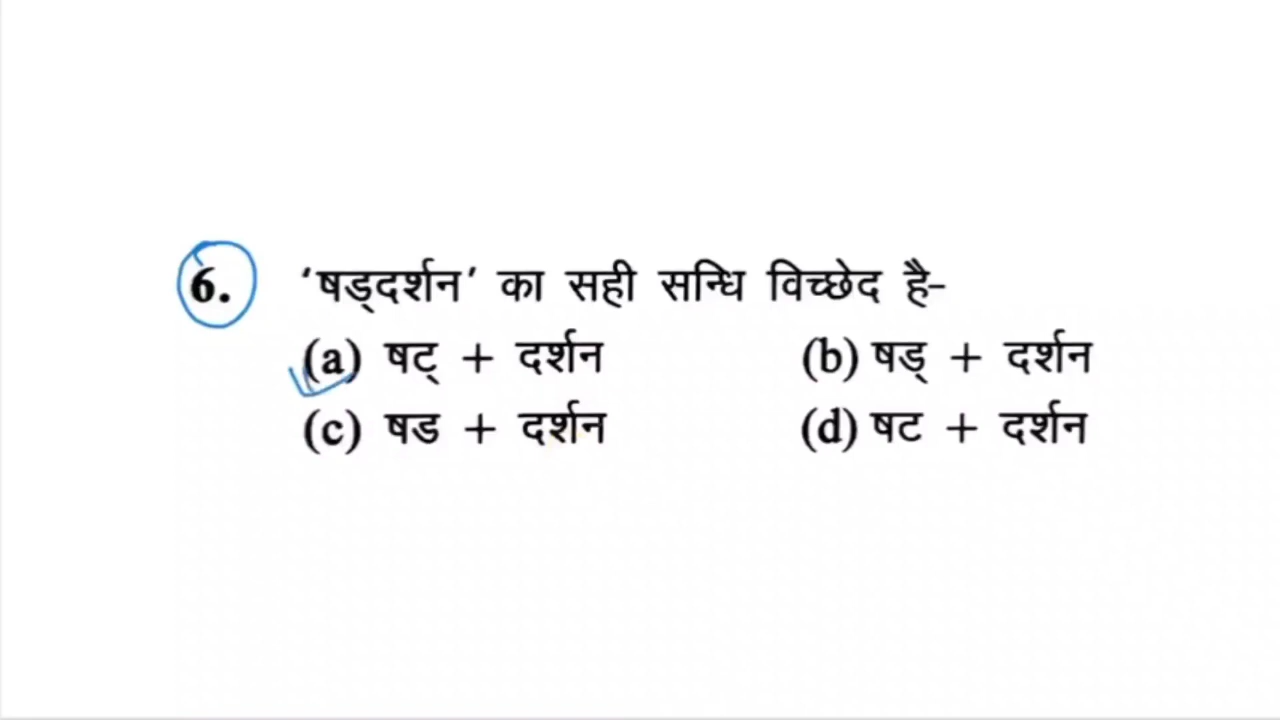 6. ‘षड्दर्शन’ का सही सन्धि विच्छेद है-
(a) षट् + दर्शन (b) षड् + दर्शन
(c) षड + दर्शन (d) षट + दर्शन